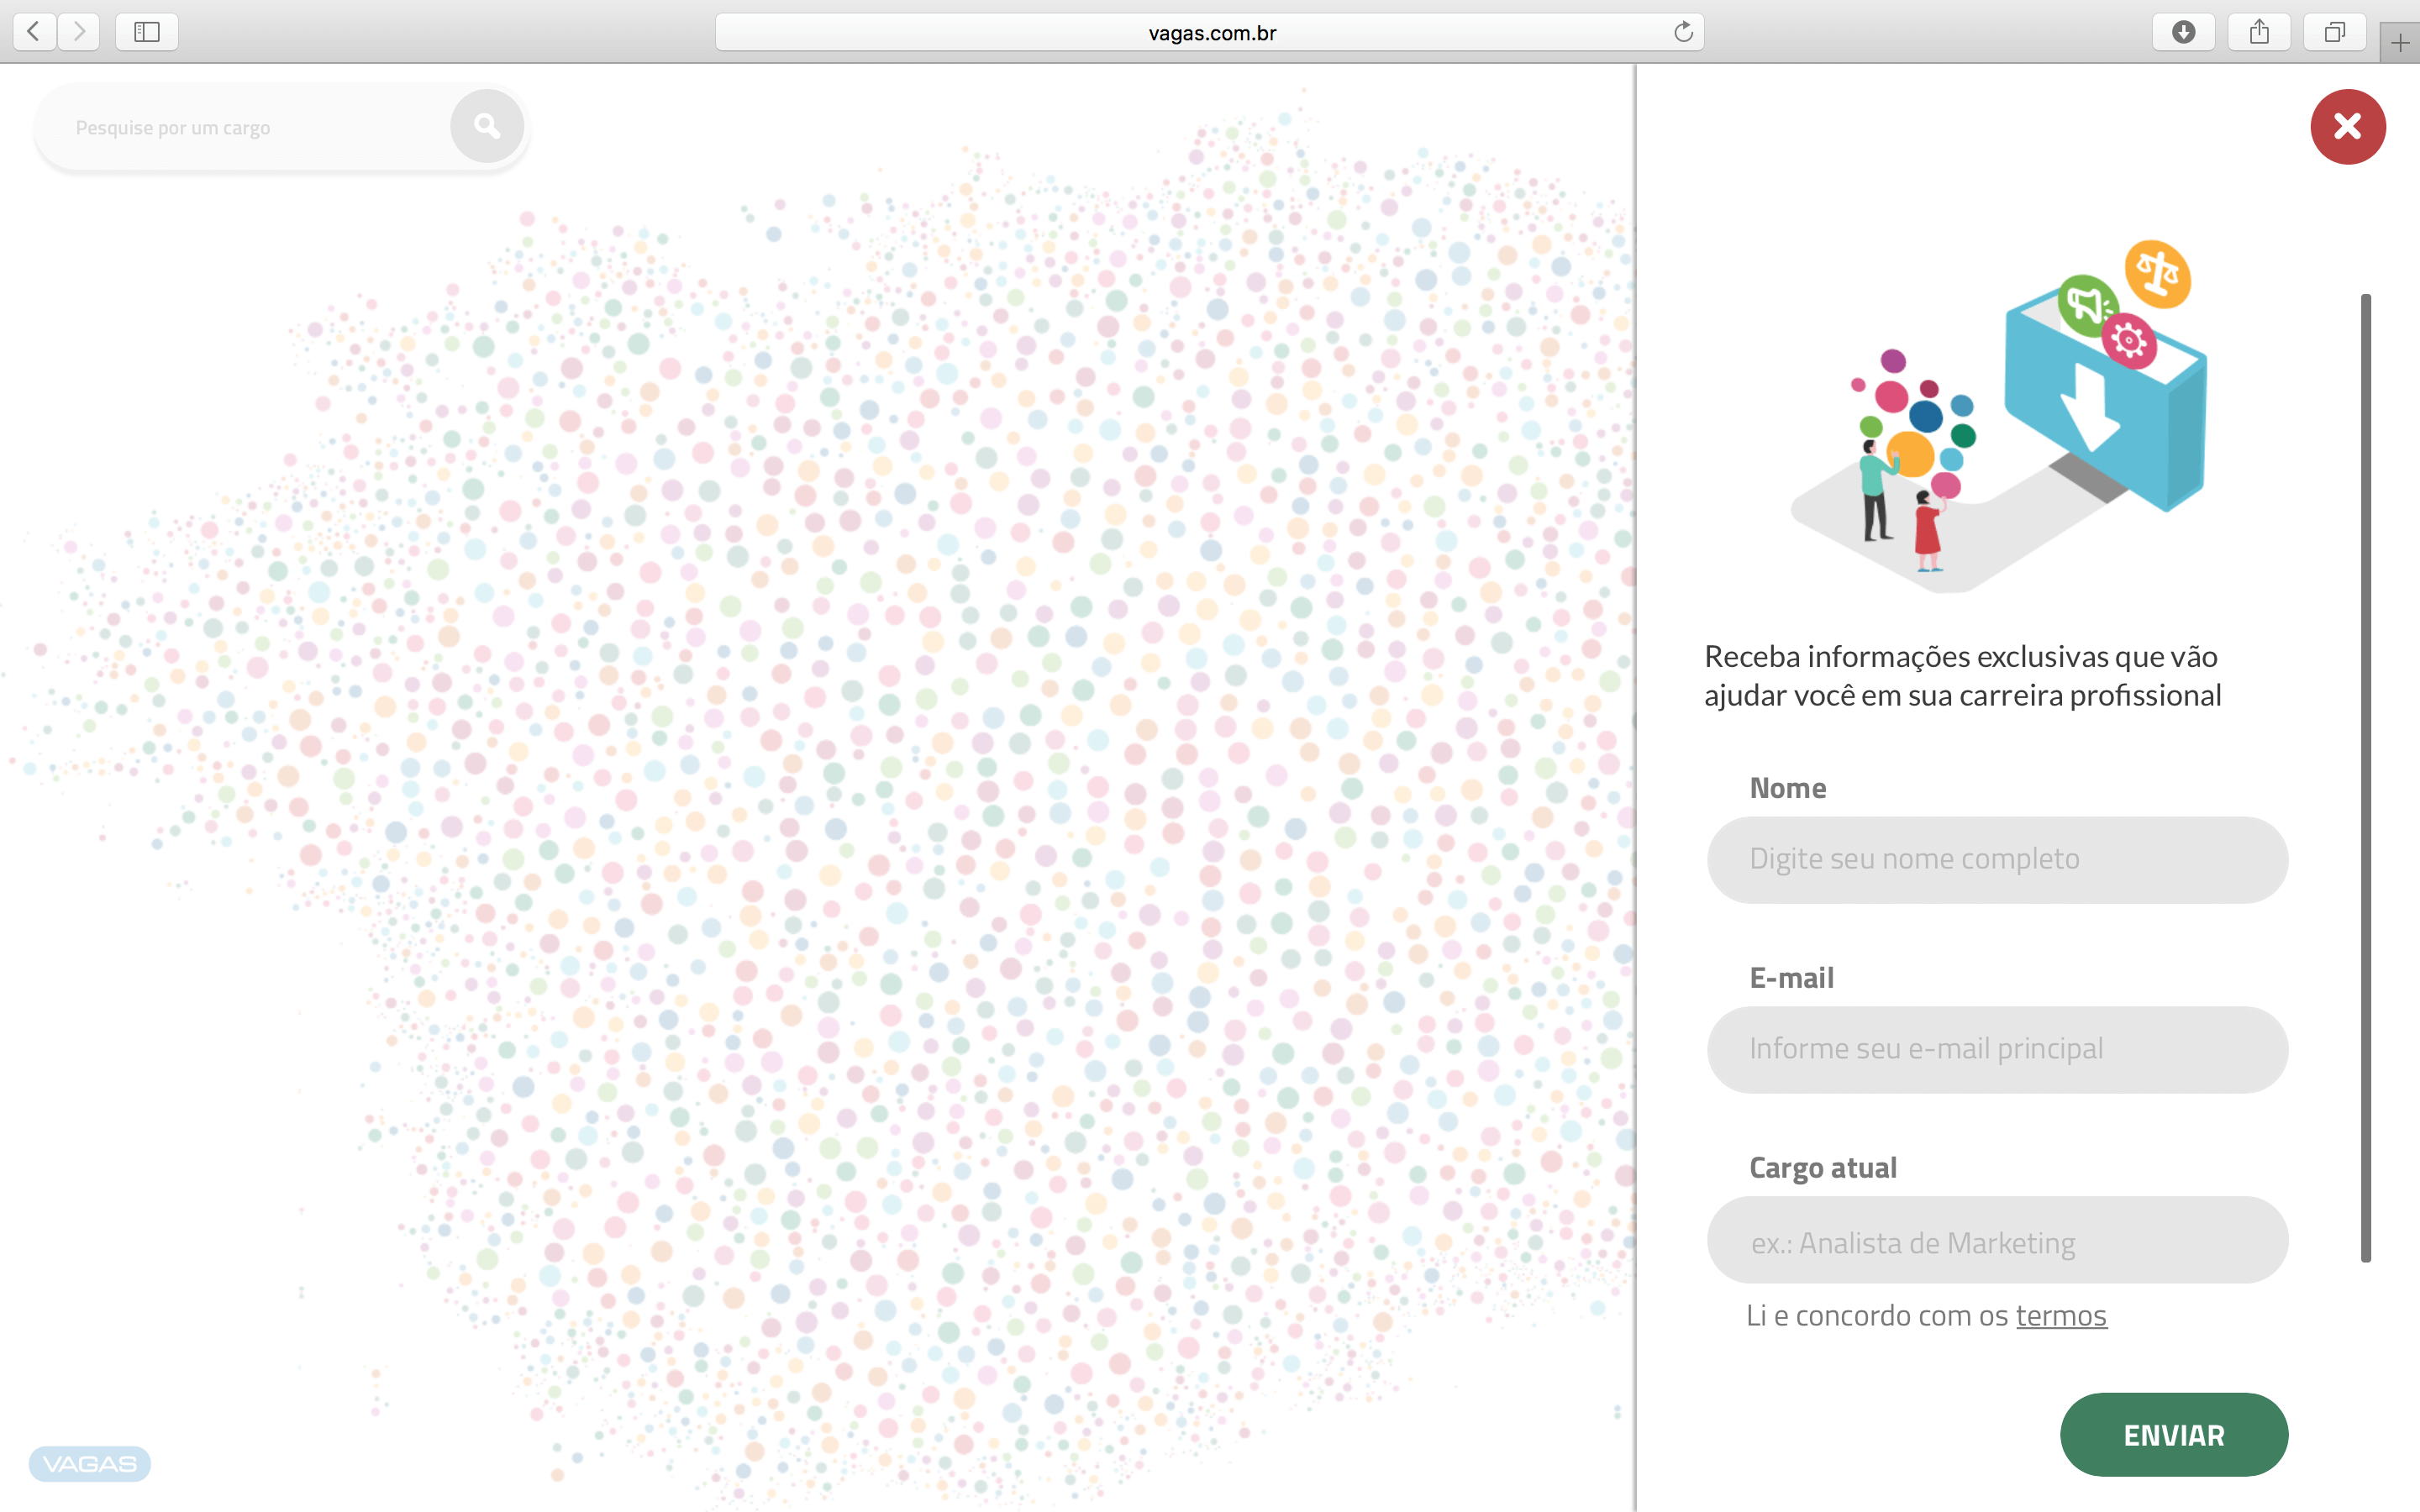 vagas.com.br
Pesquise por um cargo
Receba informações exclusivas que vão
ajudar você em sua carreira profissional
Nome
Digite seu nome completo
E-mail
Informe seu e-mail principal
Cargo atual
ex.: Analista de Marketing
Li e concordo com os termos
ENVIAR
VAGAS